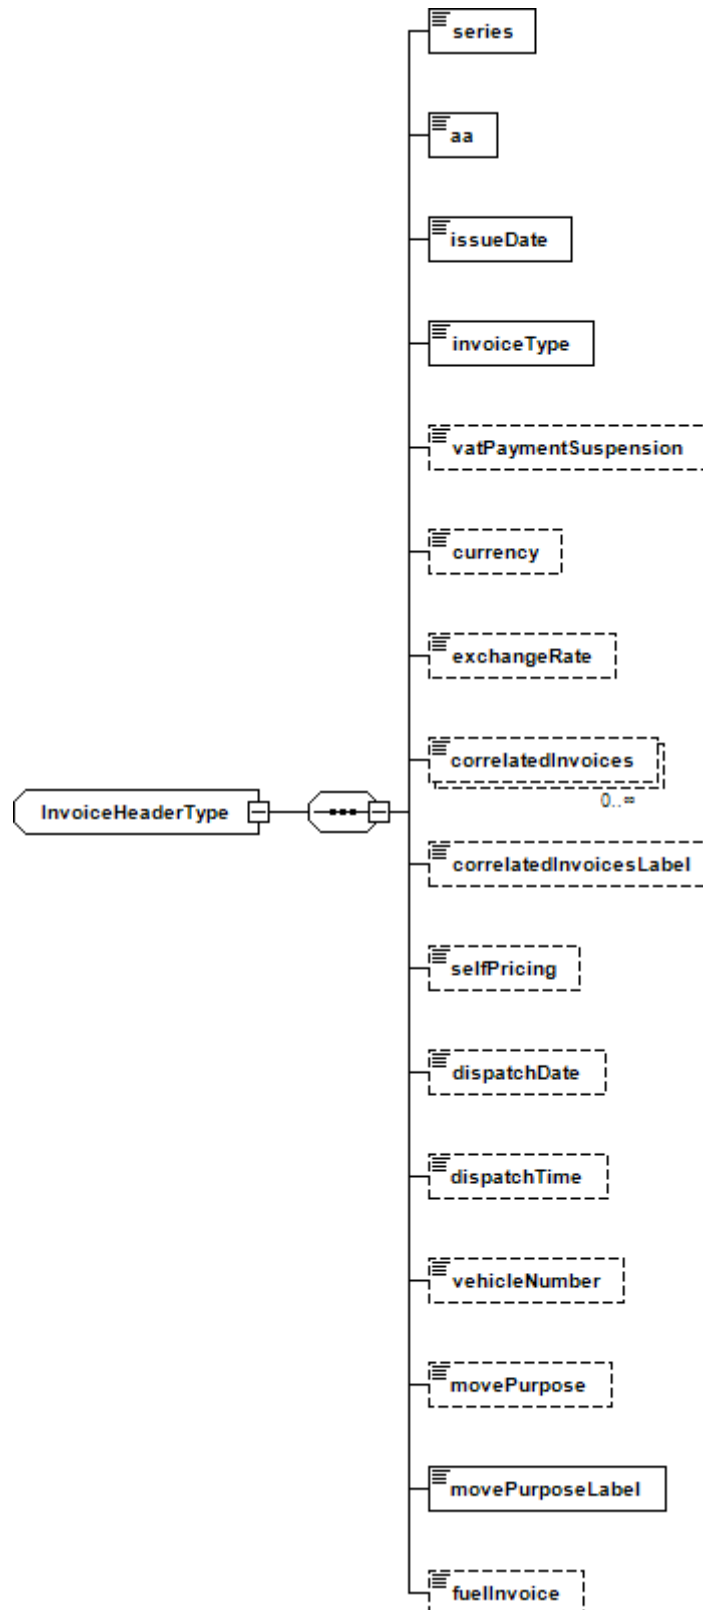 series
aa
issueDate
invoiceType
vatPaymentSuspension
currency
exchangeRate
correlatedInvoices
0..∞
InvoiceHeaderType
correlatedInvoicesLabel
selfPricing
dispatchDate
dispatchTime
vehicleNumber
movePurpose
movePurposeLabel
fuelInvoice